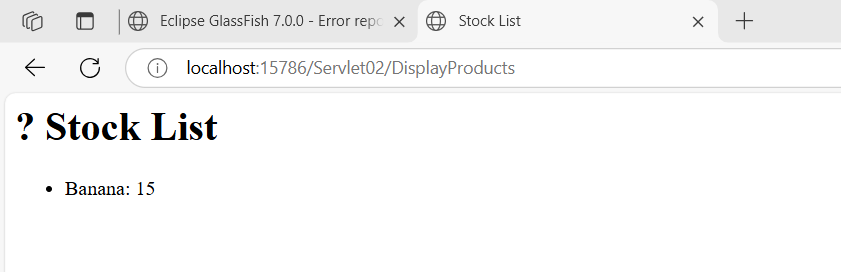 Eclipse GlassFish 7.0.0 - Error repo
Stock List
localhost:15786/Servlet02/DisplayProducts
? Stock List
• Banana: 15